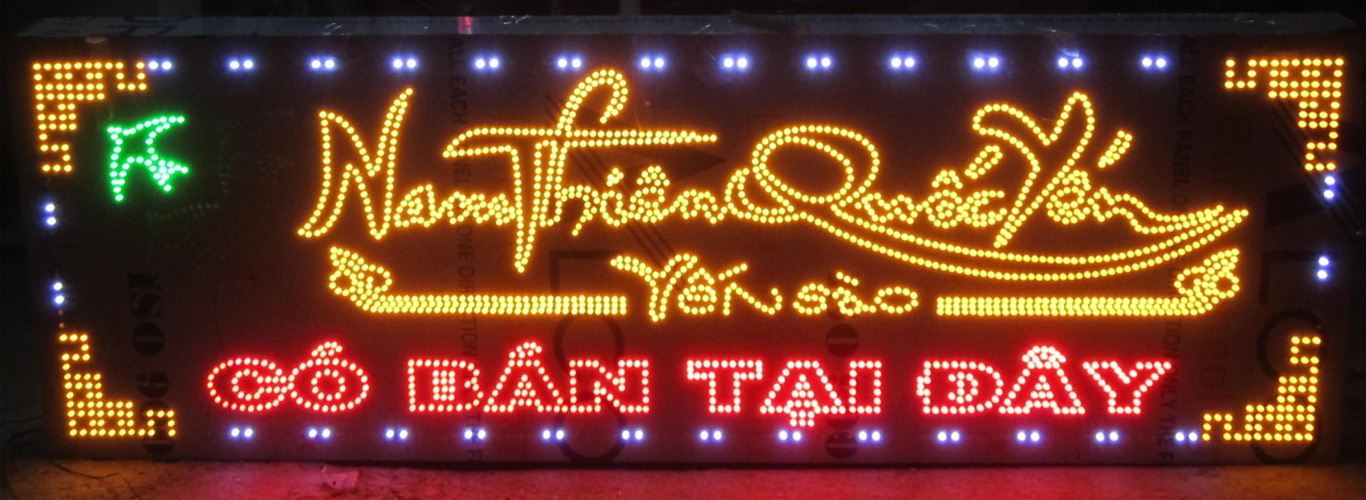 Nam Thiên Quốc Yến
Yến sào
CÓ BÁN TẠI ĐÂY